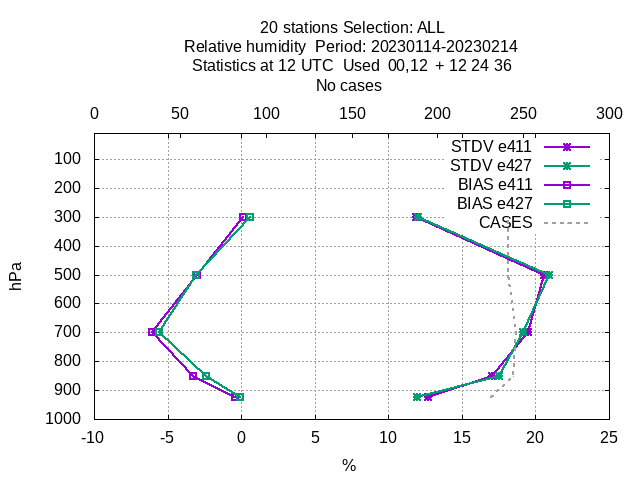 20 stations Selection: ALL
Relative humidity  Period: 20230114-20230214
Statistics at 12 UTC  Used  00,12  + 12 24 36
No cases
0 50 100 150 200 250 300
STDV e411
STDV e427
BIAS e411
BIAS e427
CASES
100
200
300
400
500
600
700
800
900
1000
hPa
-10 -5 0 5 10 15 20 25
%